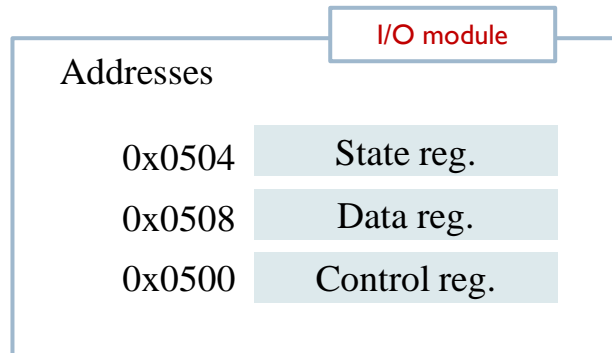 I/O module
Addresses
0x0504 State reg.
0x0508 Data reg.
0x0500 Control reg.